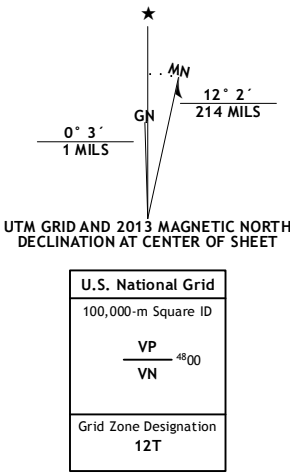 ★
MN
GN
12° 2´
214 MILS
0° 3´
1 MILS
UTM GRID AND 2013 MAGNETIC NORTH
DECLINATION AT CENTER OF SHEET
U.S. National Grid
100,000-m Square ID
VP
4800
VN
Grid Zone Designation
12T